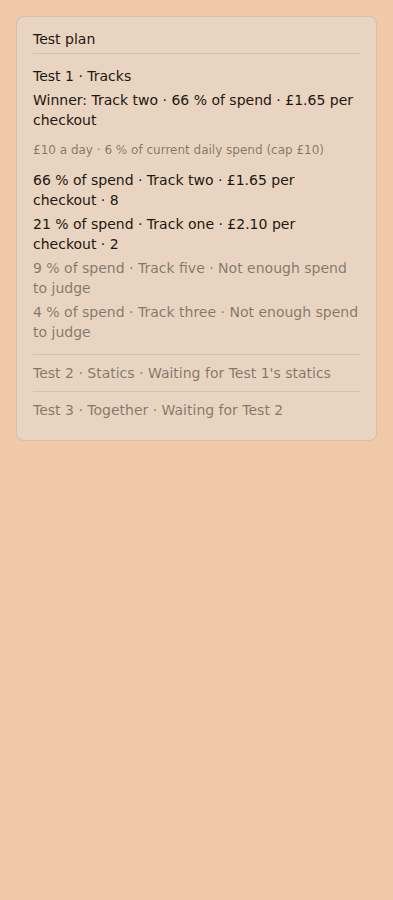 Test plan
Test 1 · Tracks
Winner: Track two · 66 % of spend · £1.65 per
checkout
£10 a day · 6 % of current daily spend (cap £10)
66 % of spend · Track two · £1.65 per
checkout · 8
21 % of spend · Track one · £2.10 per
checkout · 2
9 % of spend · Track five · Not enough spend
to judge
4 % of spend · Track three · Not enough spend
to judge
Test 2 · Statics · Waiting for Test 1's statics
Test 3 · Together · Waiting for Test 2